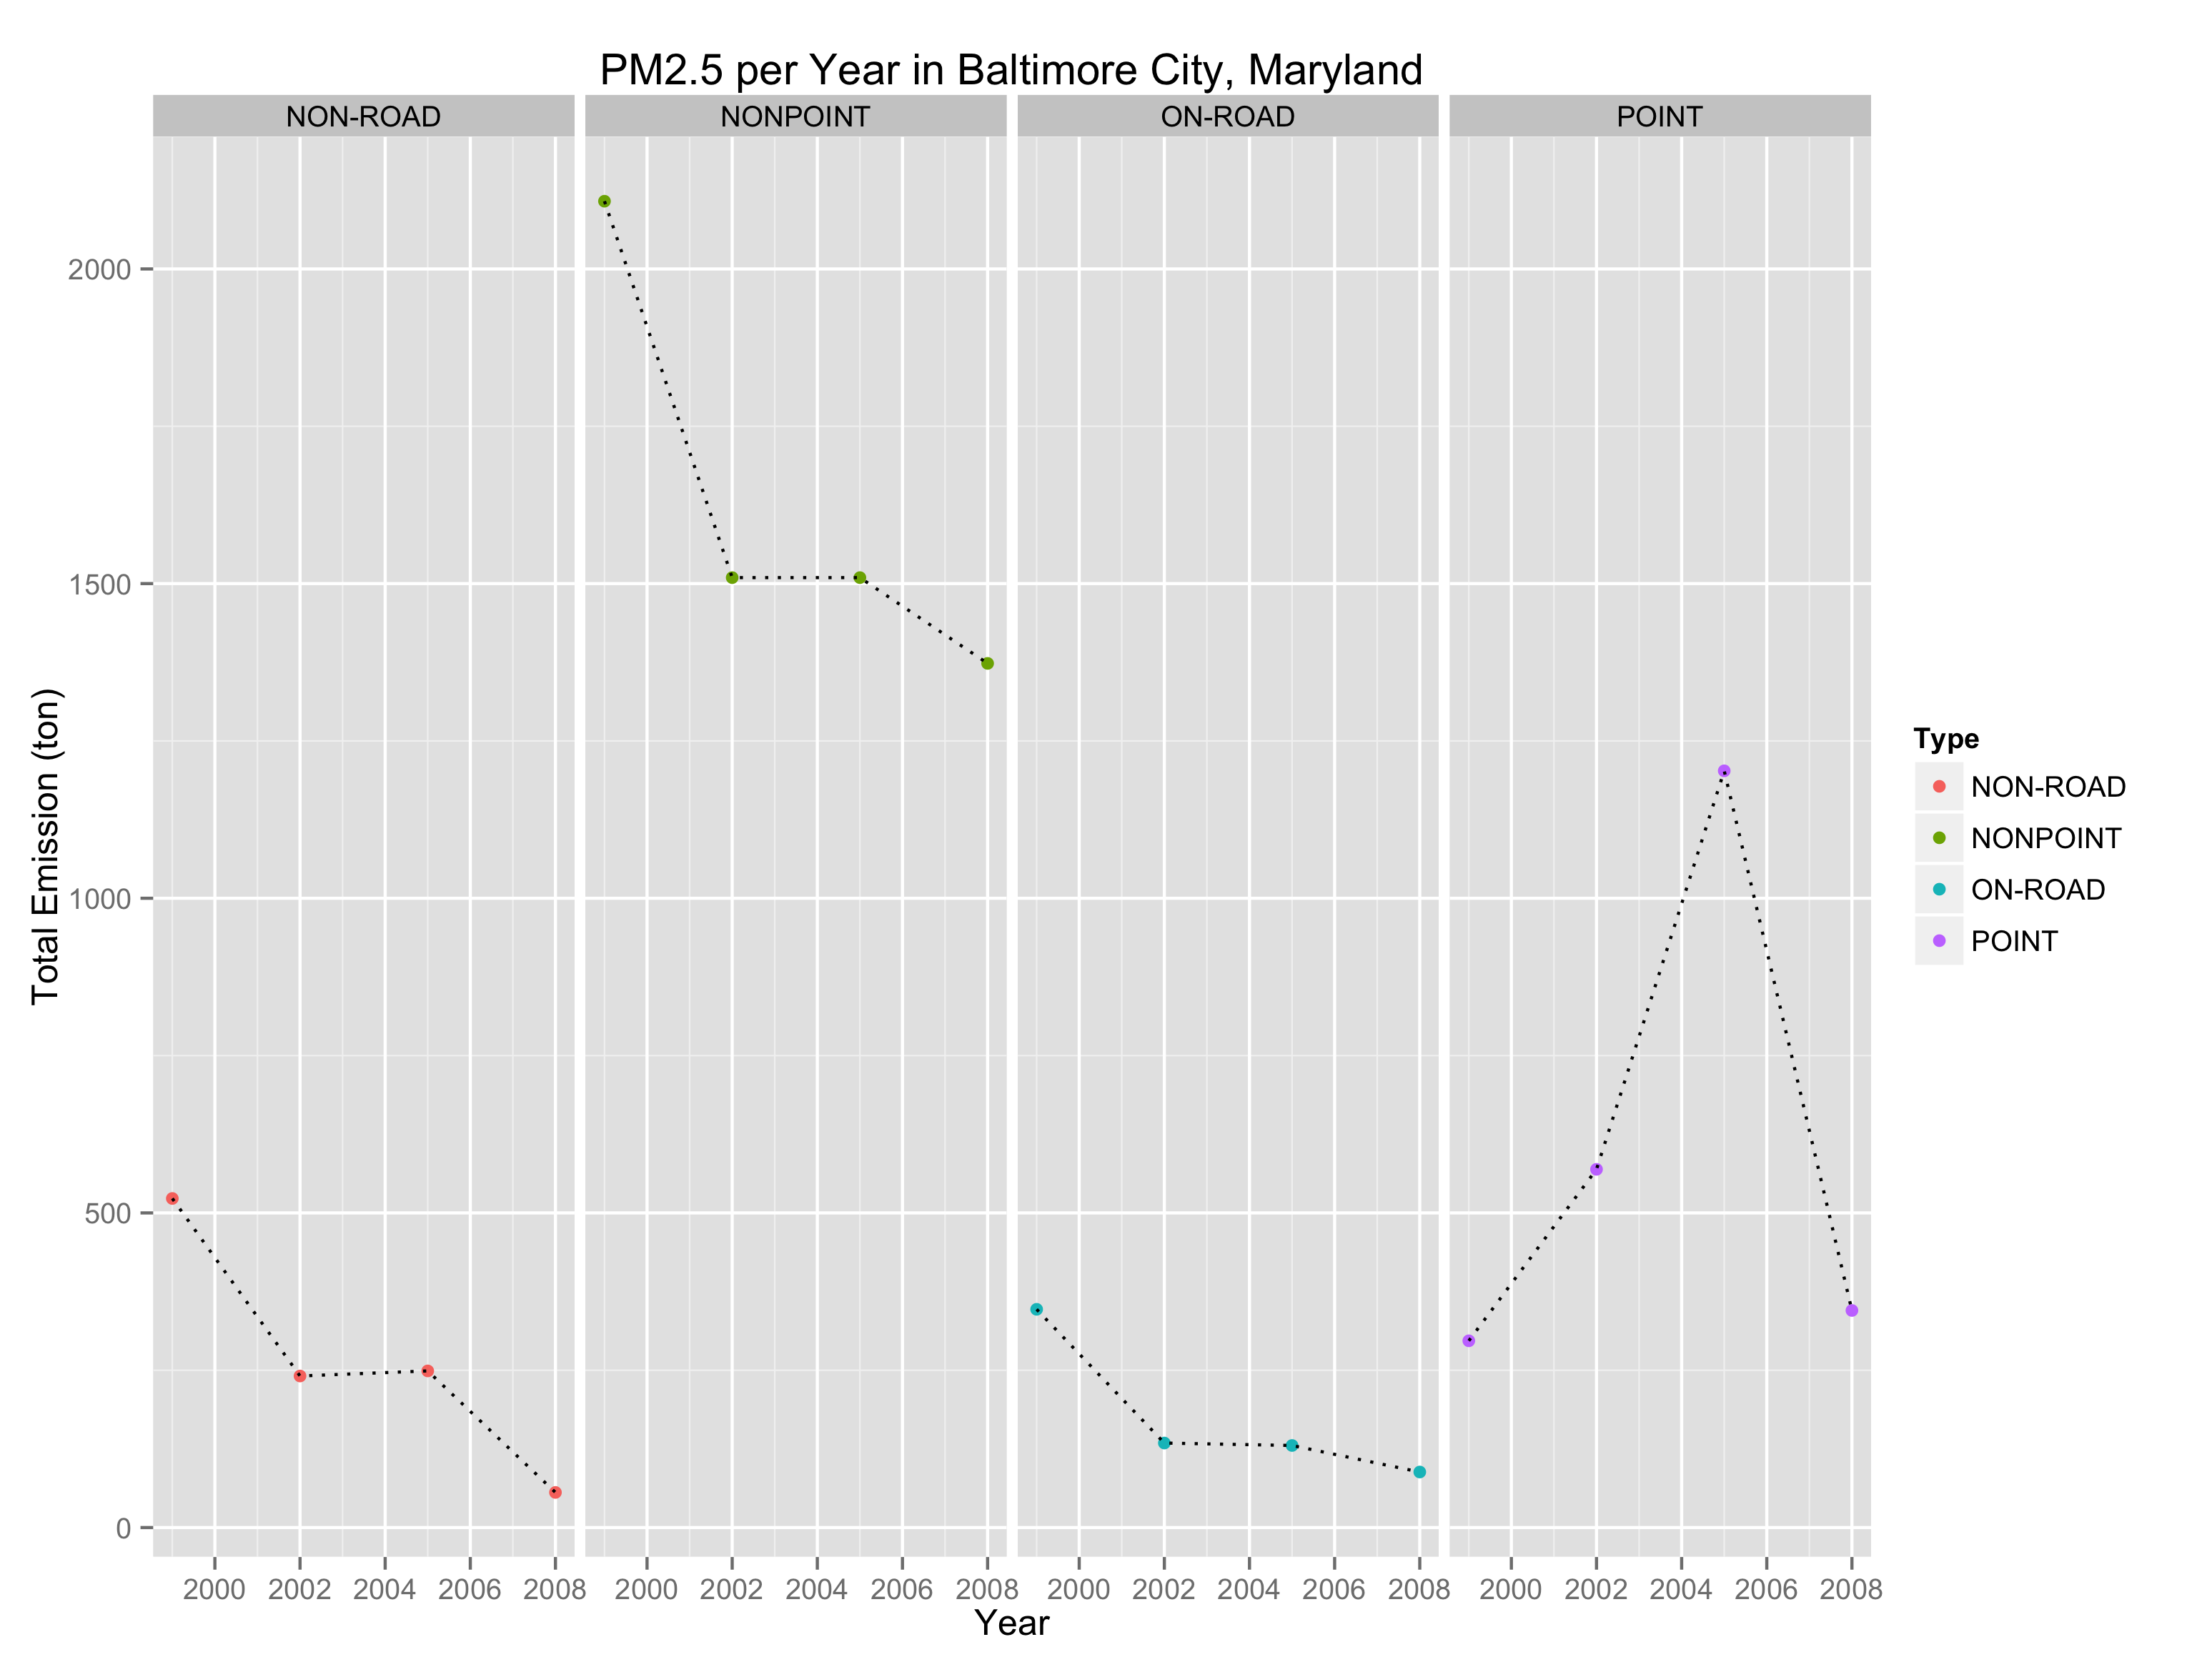 PM2.5 per Year in Baltimore City, Maryland
NON-ROAD NONPOINT ON-ROAD POINT
2000
1500
1000
500
0
Total Emission (ton)
2000 2002 2004 2006 2008 2000 2002 2004 2006 2008 2000 2002 2004 2006 2008 2000 2002 2004 2006 2008
Year
Type
NON-ROAD
NONPOINT
ON-ROAD
POINT